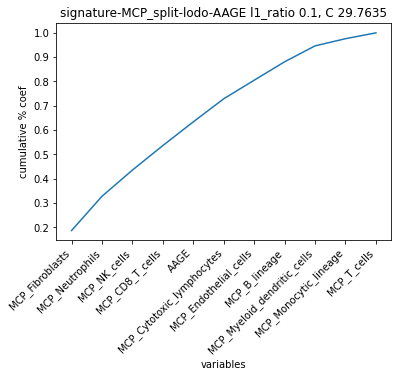 signature-MCP_split-lodo-AAGE l1_ratio 0.1, C 29.7635
cumulative % coef
1.0
0.9
0.8
0.7
0.6
0.5
0.4
0.3
0.2
MCP_Fibroblasts
MCP_Neutrophils
MCP_NK_cells
MCP_CD8_T_cells
AAGE
MCP_Cytotoxic_lymphocytes
MCP_Endothelial_cells
MCP_B_lineage
MCP_Myeloid_dendritic_cells
MCP_Monocytic_lineage
MCP_T_cells
variables